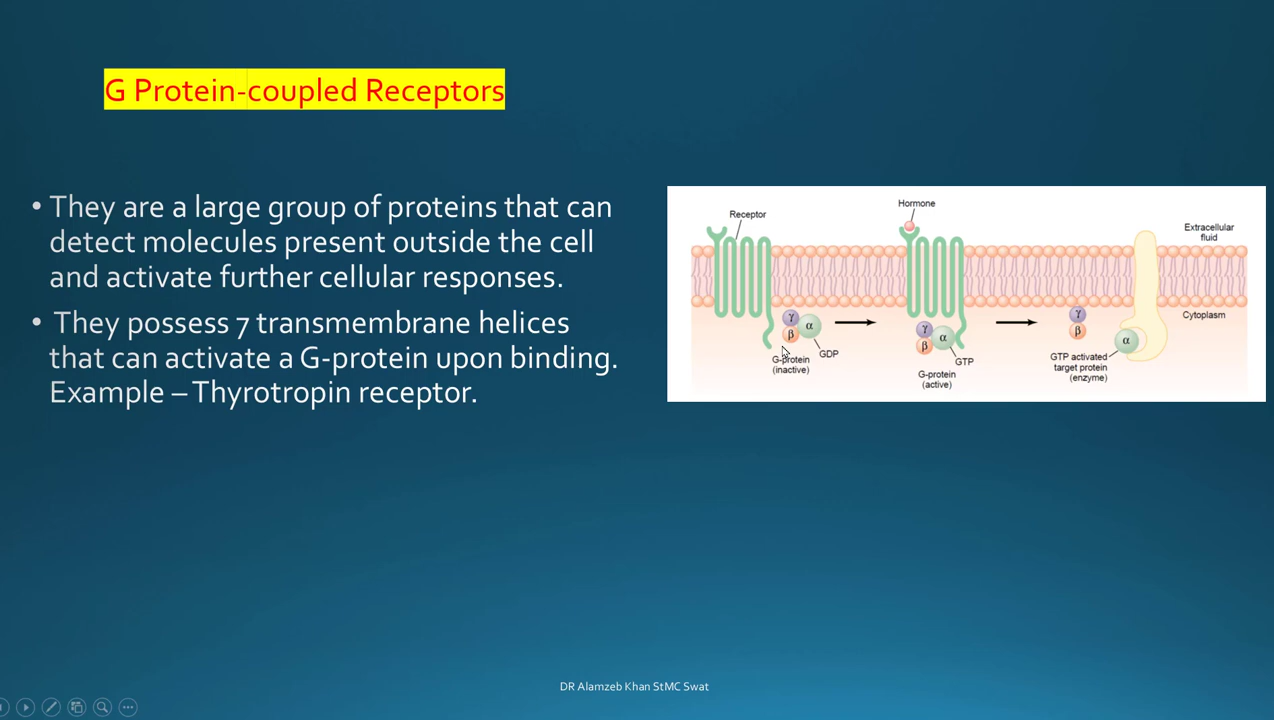 G Protein-coupled Receptors
• They are a large group of proteins that can
detect molecules present outside the cell
and activate further cellular responses.
• They possess 7 transmembrane helices
that can activate a G-protein upon binding.
Example – Thyrotropin receptor.
Receptor
Hormone
Extracellular
fluid
Cytoplasm
γ
β
α
GDP
G-protein
(inactive)
γ
β
α
GTP
G-protein
(active)
γ
β
α
GTP activated
target protein
(enzyme)
DR Alamzeb Khan StMC Swat